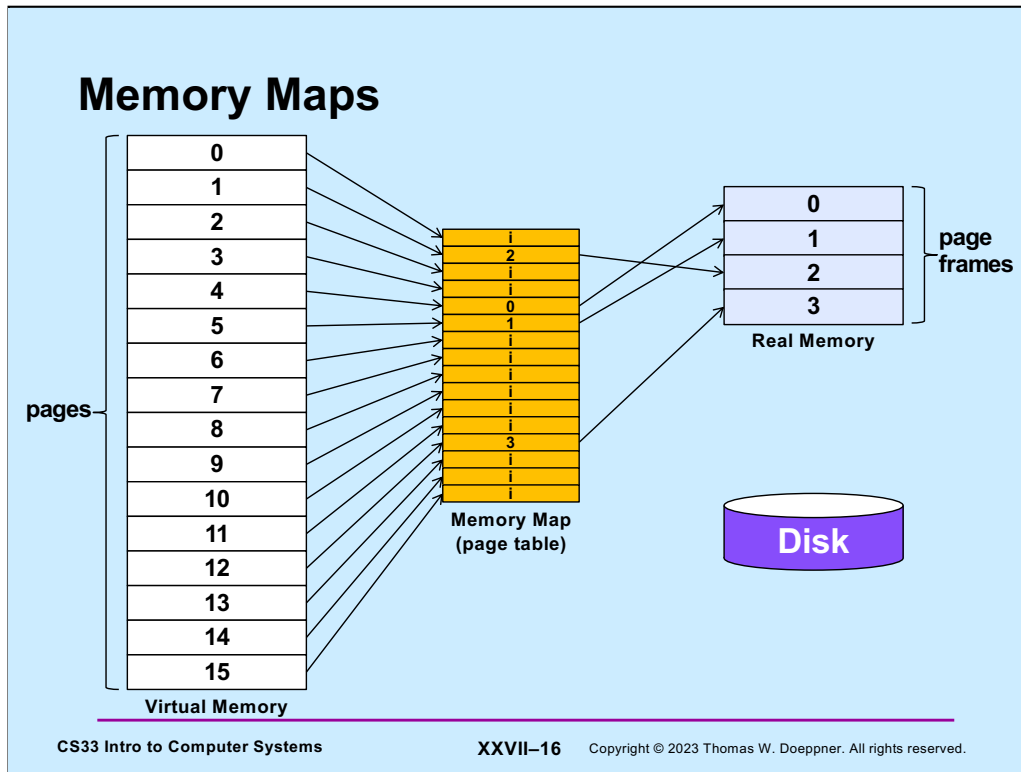 Memory Maps
pages
0
1
2
3
4
5
6
7
8
9
10
11
12
13
14
15
Virtual Memory
i
2
i
i
0
1
i
i
i
i
i
i
3
i
i
i
Memory Map
(page table)
0
1
2
3
Real Memory
page
frames
Disk
CS33 Intro to Computer Systems
XXVII–16
Copyright © 2023 Thomas W. Doeppner. All rights reserved.